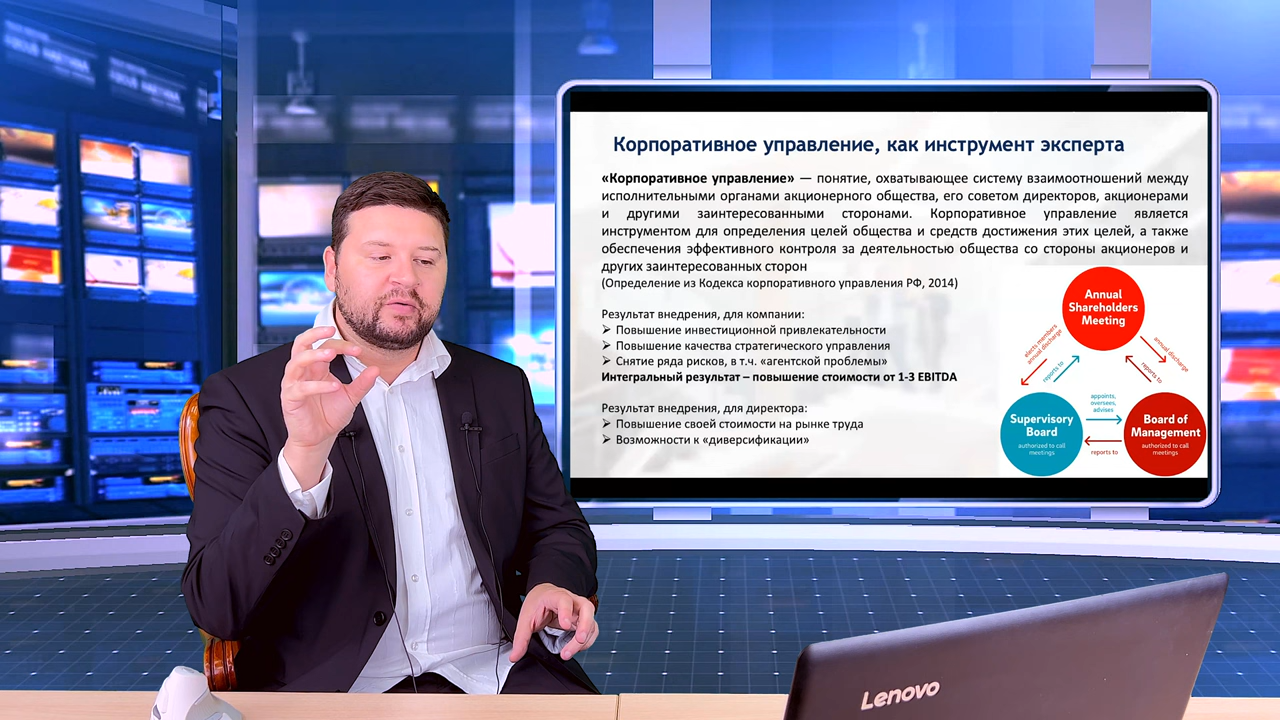 Корпоративное управление, как инструмент эксперта
«Корпоративное управление» — понятие, охватывающее систему взаимоотношений между
исполнительными органами акционерного общества, его советом директоров, акционерами
и другими заинтересованными сторонами. Корпоративное управление является
инструментом для определения целей общества и средств достижения этих целей, а также
обеспечения эффективного контроля за деятельностью общества со стороны акционеров и
других заинтересованных сторон
(Определение из Кодекса корпоративного управления РФ, 2014)
Результат внедрения, для компании:
➢ Повышение инвестиционной привлекательности
➢ Повышение качества стратегического управления
➢ Снятие ряда рисков, в т.ч. «агентской проблемы»
Интегральный результат – повышение стоимости от 1-3 EBITDA
Результат внедрения, для директора:
➢ Повышение своей стоимости на рынке труда
➢ Возможности к «диверсификации»
Annual
Shareholders
Meeting
elects members
annual discharge
reports to
annual discharge
reports to
Supervisory
Board
authorized to call
meetings
appoints,
oversees,
advises
reports to
Board of
Management
authorized to call
meetings
Lenovo